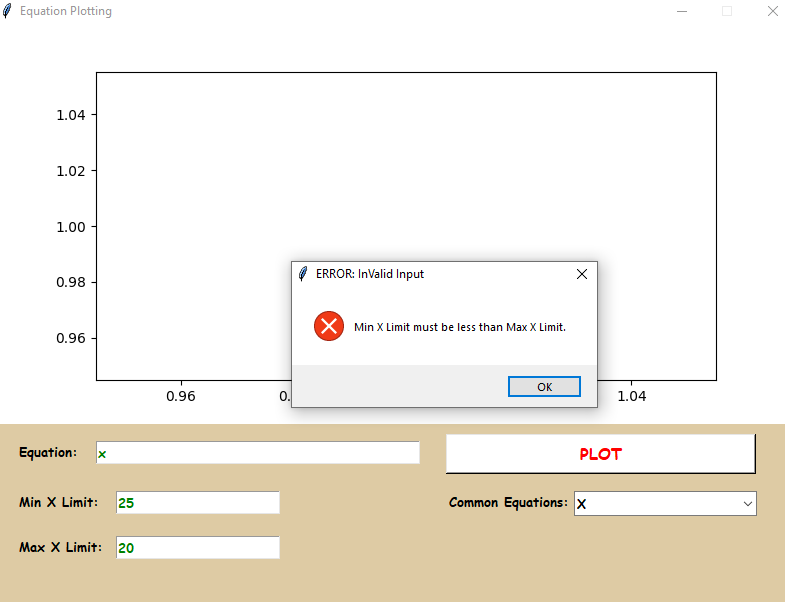 Equation Plotting
1.04
1.02
1.00
0.98
0.96
ERROR: InValid Input
Min X Limit must be less than Max X Limit.
OK
0.96 0. 1.04
Equation: x PLOT
Min X Limit: 25 Common Equations: X
Max X Limit: 20